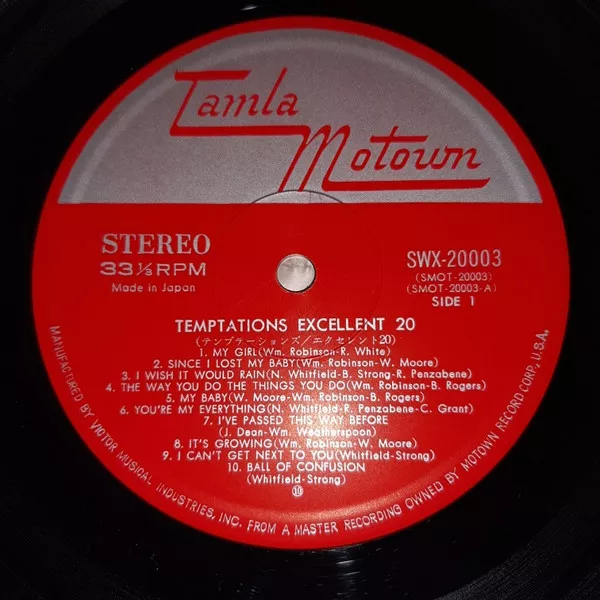 Tamla
Motown
STEREO
33⅓RPM
Made in Japan
SWX-20003
(SMOT-20003)
(SMOT-20003-A)
SIDE 1
TEMPTATIONS EXCELLENT 20
(テンプテーションズ/エクセレント20)
1. MY GIRL(Wm. Robinson-R. White)
2. SINCE I LOST MY BABY(Wm. Robinson-W. Moore)
3. I WISH IT WOULD RAIN(N. Whitfield-B. Strong-R. Penzabene)
4. THE WAY YOU DO THE THINGS YOU DO(Wm. Robinson-B. Rogers)
5. MY BABY(W. Moore-Wm. Robinson-B. Rogers)
6. YOU'RE MY EVERYTHING(N. Whitfield-R. Penzabene-C. Grant)
7. I'VE PASSED THIS WAY BEFORE
(J. Dean-Wm. Weatherspoon)
8. IT'S GROWING(Wm. Robinson-W. Moore)
9. I CAN'T GET NEXT TO YOU(Whitfield-Strong)
10. BALL OF CONFUSION
(Whitfield-Strong)
⑩
MANUFACTURED BY VICTOR MUSICAL INDUSTRIES, INC. FROM A MASTER RECORDING OWNED BY MOTOWN RECORD CORP., U.S.A.